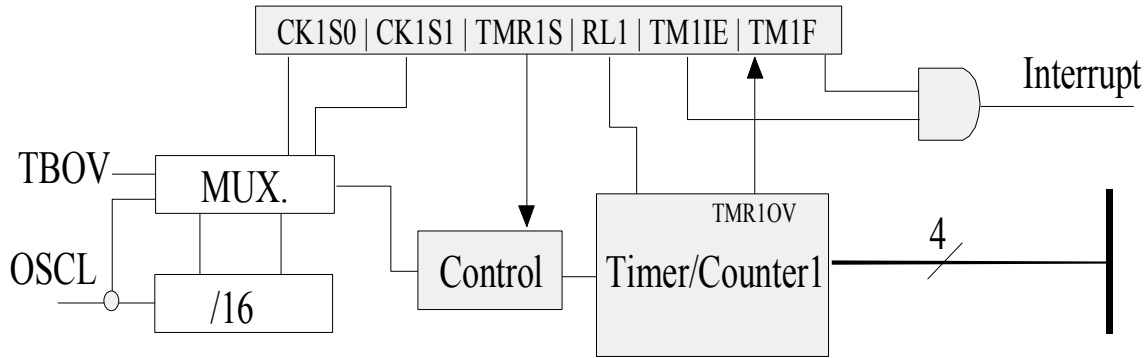 CK1S0 | CK1S1 | TMR1S | RL1 | TM1IE | TM1F
Interrupt
TBOV
MUX.
TMR1OV
4
OSCL
Control
Timer/Counter1
/16